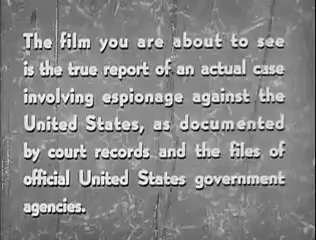 The film you are about to see
is the true report of an actual case
involving espionage against the
United States, as documented
by court records and the files of
official United States government
agencies.